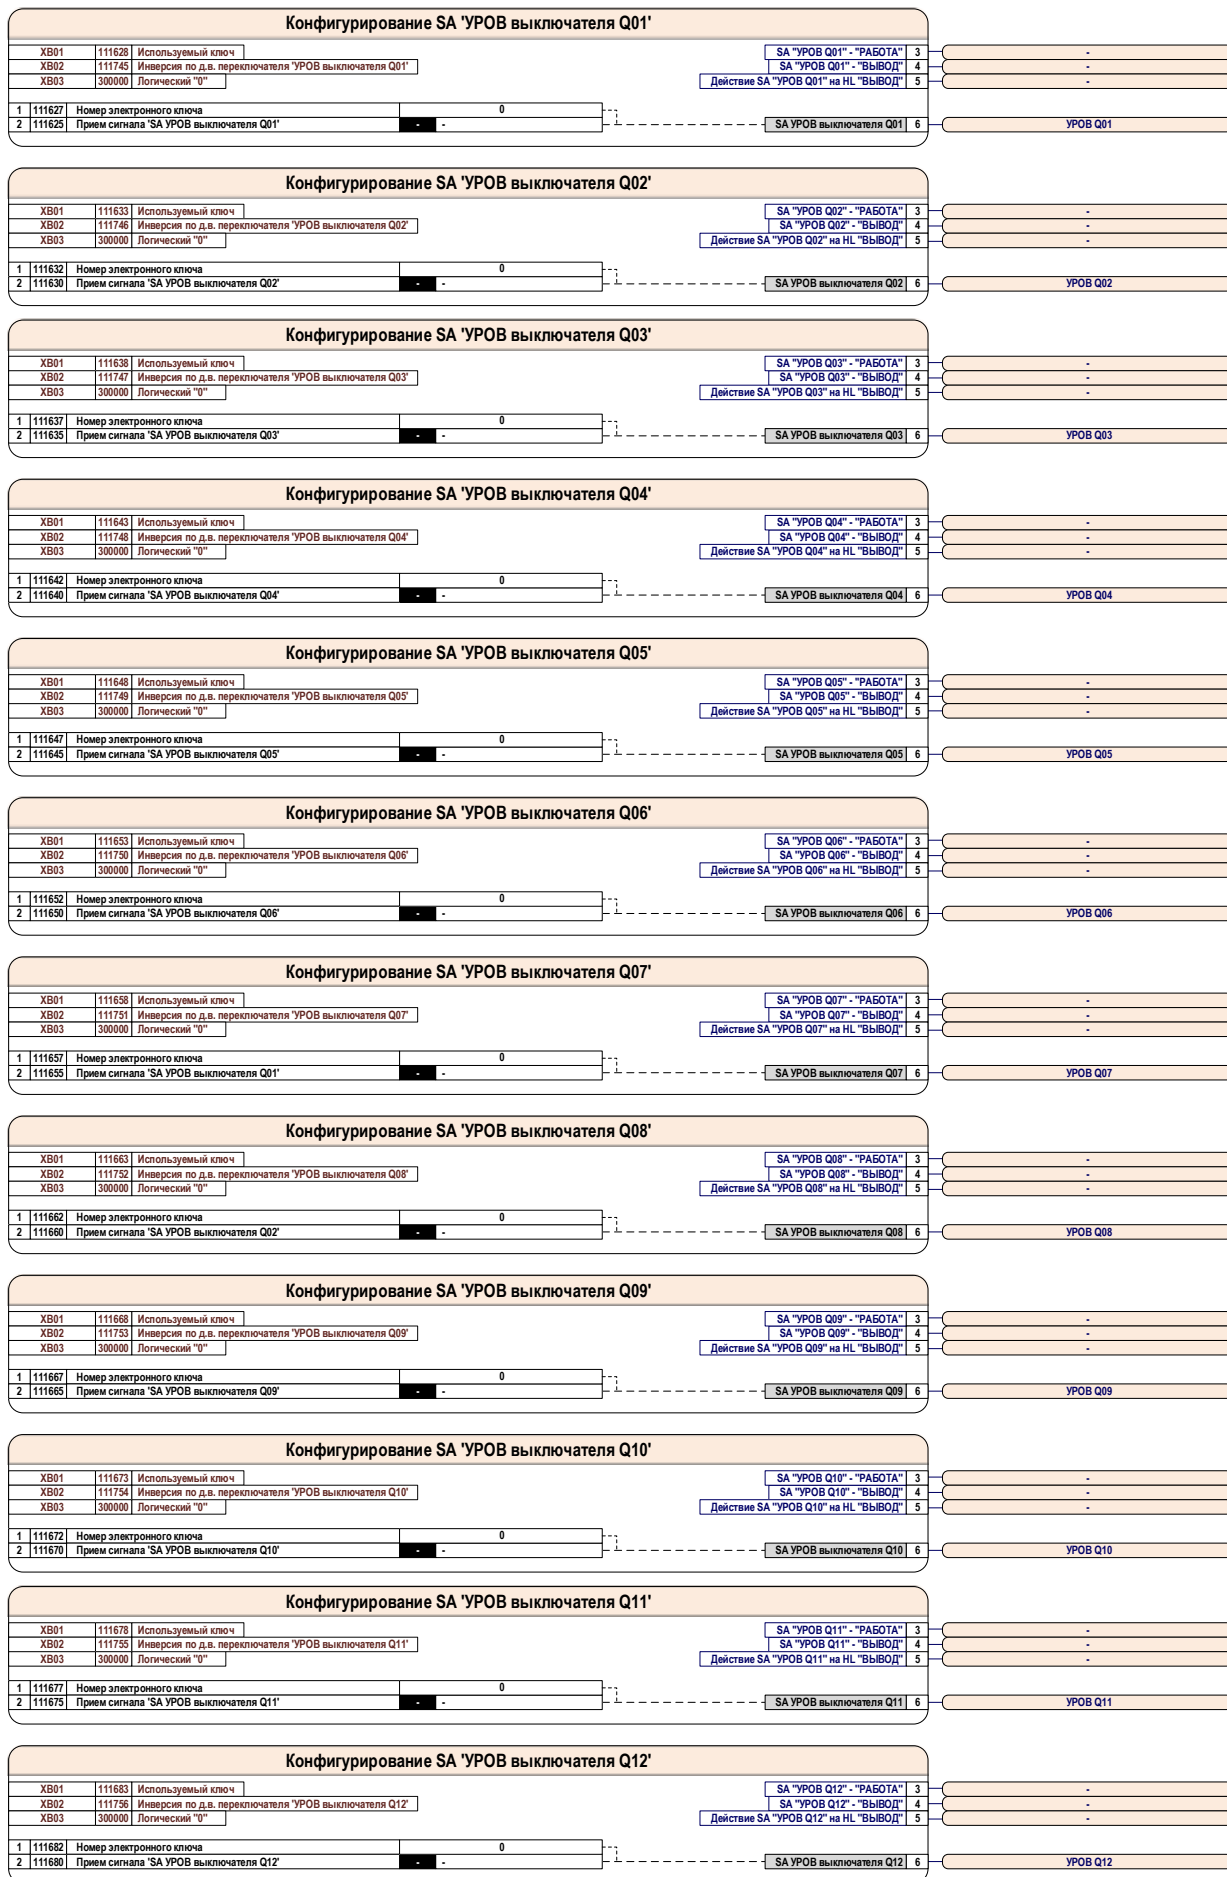 Конфигурирование SA 'УРОВ выключателя Q01'
XB01 111628 Используемый ключ SA "УРОВ Q01" - "РАБОТА" 3 -
XB02 111745 Инверсия по д.в. переключателя 'УРОВ выключателя Q01' SA "УРОВ Q01" - "ВЫВОД" 4 -
XB03 300000 Логический "0" Действие SA "УРОВ Q01" на HL "ВЫВОД" 5 -
1 111627 Номер электронного ключа 0
2 111625 Прием сигнала 'SA УРОВ выключателя Q01' - - SA УРОВ выключателя Q01 6 УРОВ Q01
Конфигурирование SA 'УРОВ выключателя Q02'
XB01 111633 Используемый ключ SA "УРОВ Q02" - "РАБОТА" 3 -
XB02 111746 Инверсия по д.в. переключателя 'УРОВ выключателя Q02' SA "УРОВ Q02" - "ВЫВОД" 4 -
XB03 300000 Логический "0" Действие SA "УРОВ Q02" на HL "ВЫВОД" 5 -
1 111632 Номер электронного ключа 0
2 111630 Прием сигнала 'SA УРОВ выключателя Q02' - - SA УРОВ выключателя Q02 6 УРОВ Q02
Конфигурирование SA 'УРОВ выключателя Q03'
XB01 111638 Используемый ключ SA "УРОВ Q03" - "РАБОТА" 3 -
XB02 111747 Инверсия по д.в. переключателя 'УРОВ выключателя Q03' SA "УРОВ Q03" - "ВЫВОД" 4 -
XB03 300000 Логический "0" Действие SA "УРОВ Q03" на HL "ВЫВОД" 5 -
1 111637 Номер электронного ключа 0
2 111635 Прием сигнала 'SA УРОВ выключателя Q03' - - SA УРОВ выключателя Q03 6 УРОВ Q03
Конфигурирование SA 'УРОВ выключателя Q04'
XB01 111643 Используемый ключ SA "УРОВ Q04" - "РАБОТА" 3 -
XB02 111748 Инверсия по д.в. переключателя 'УРОВ выключателя Q04' SA "УРОВ Q04" - "ВЫВОД" 4 -
XB03 300000 Логический "0" Действие SA "УРОВ Q04" на HL "ВЫВОД" 5 -
1 111642 Номер электронного ключа 0
2 111640 Прием сигнала 'SA УРОВ выключателя Q04' - - SA УРОВ выключателя Q04 6 УРОВ Q04
Конфигурирование SA 'УРОВ выключателя Q05'
XB01 111648 Используемый ключ SA "УРОВ Q05" - "РАБОТА" 3 -
XB02 111749 Инверсия по д.в. переключателя 'УРОВ выключателя Q05' SA "УРОВ Q05" - "ВЫВОД" 4 -
XB03 300000 Логический "0" Действие SA "УРОВ Q05" на HL "ВЫВОД" 5 -
1 111647 Номер электронного ключа 0
2 111645 Прием сигнала 'SA УРОВ выключателя Q05' - - SA УРОВ выключателя Q05 6 УРОВ Q05
Конфигурирование SA 'УРОВ выключателя Q06'
XB01 111653 Используемый ключ SA "УРОВ Q06" - "РАБОТА" 3 -
XB02 111750 Инверсия по д.в. переключателя 'УРОВ выключателя Q06' SA "УРОВ Q06" - "ВЫВОД" 4 -
XB03 300000 Логический "0" Действие SA "УРОВ Q06" на HL "ВЫВОД" 5 -
1 111652 Номер электронного ключа 0
2 111650 Прием сигнала 'SA УРОВ выключателя Q06' - - SA УРОВ выключателя Q06 6 УРОВ Q06
Конфигурирование SA 'УРОВ выключателя Q07'
XB01 111658 Используемый ключ SA "УРОВ Q07" - "РАБОТА" 3 -
XB02 111751 Инверсия по д.в. переключателя 'УРОВ выключателя Q07' SA "УРОВ Q07" - "ВЫВОД" 4 -
XB03 300000 Логический "0" Действие SA "УРОВ Q07" на HL "ВЫВОД" 5 -
1 111657 Номер электронного ключа 0
2 111655 Прием сигнала 'SA УРОВ выключателя Q01' - - SA УРОВ выключателя Q07 6 УРОВ Q07
Конфигурирование SA 'УРОВ выключателя Q08'
XB01 111663 Используемый ключ SA "УРОВ Q08" - "РАБОТА" 3 -
XB02 111752 Инверсия по д.в. переключателя 'УРОВ выключателя Q08' SA "УРОВ Q08" - "ВЫВОД" 4 -
XB03 300000 Логический "0" Действие SA "УРОВ Q08" на HL "ВЫВОД" 5 -
1 111662 Номер электронного ключа 0
2 111660 Прием сигнала 'SA УРОВ выключателя Q02' - - SA УРОВ выключателя Q08 6 УРОВ Q08
Конфигурирование SA 'УРОВ выключателя Q09'
XB01 111668 Используемый ключ SA "УРОВ Q09" - "РАБОТА" 3 -
XB02 111753 Инверсия по д.в. переключателя 'УРОВ выключателя Q09' SA "УРОВ Q09" - "ВЫВОД" 4 -
XB03 300000 Логический "0" Действие SA "УРОВ Q09" на HL "ВЫВОД" 5 -
1 111667 Номер электронного ключа 0
2 111665 Прием сигнала 'SA УРОВ выключателя Q09' - - SA УРОВ выключателя Q09 6 УРОВ Q09
Конфигурирование SA 'УРОВ выключателя Q10'
XB01 111673 Используемый ключ SA "УРОВ Q10" - "РАБОТА" 3 -
XB02 111754 Инверсия по д.в. переключателя 'УРОВ выключателя Q10' SA "УРОВ Q10" - "ВЫВОД" 4 -
XB03 300000 Логический "0" Действие SA "УРОВ Q10" на HL "ВЫВОД" 5 -
1 111672 Номер электронного ключа 0
2 111670 Прием сигнала 'SA УРОВ выключателя Q10' - - SA УРОВ выключателя Q10 6 УРОВ Q10
Конфигурирование SA 'УРОВ выключателя Q11'
XB01 111678 Используемый ключ SA "УРОВ Q11" - "РАБОТА" 3 -
XB02 111755 Инверсия по д.в. переключателя 'УРОВ выключателя Q11' SA "УРОВ Q11" - "ВЫВОД" 4 -
XB03 300000 Логический "0" Действие SA "УРОВ Q11" на HL "ВЫВОД" 5 -
1 111677 Номер электронного ключа 0
2 111675 Прием сигнала 'SA УРОВ выключателя Q11' - - SA УРОВ выключателя Q11 6 УРОВ Q11
Конфигурирование SA 'УРОВ выключателя Q12'
XB01 111683 Используемый ключ SA "УРОВ Q12" - "РАБОТА" 3 -
XB02 111756 Инверсия по д.в. переключателя 'УРОВ выключателя Q12' SA "УРОВ Q12" - "ВЫВОД" 4 -
XB03 300000 Логический "0" Действие SA "УРОВ Q12" на HL "ВЫВОД" 5 -
1 111682 Номер электронного ключа 0
2 111680 Прием сигнала 'SA УРОВ выключателя Q12' - - SA УРОВ выключателя Q12 6 УРОВ Q12